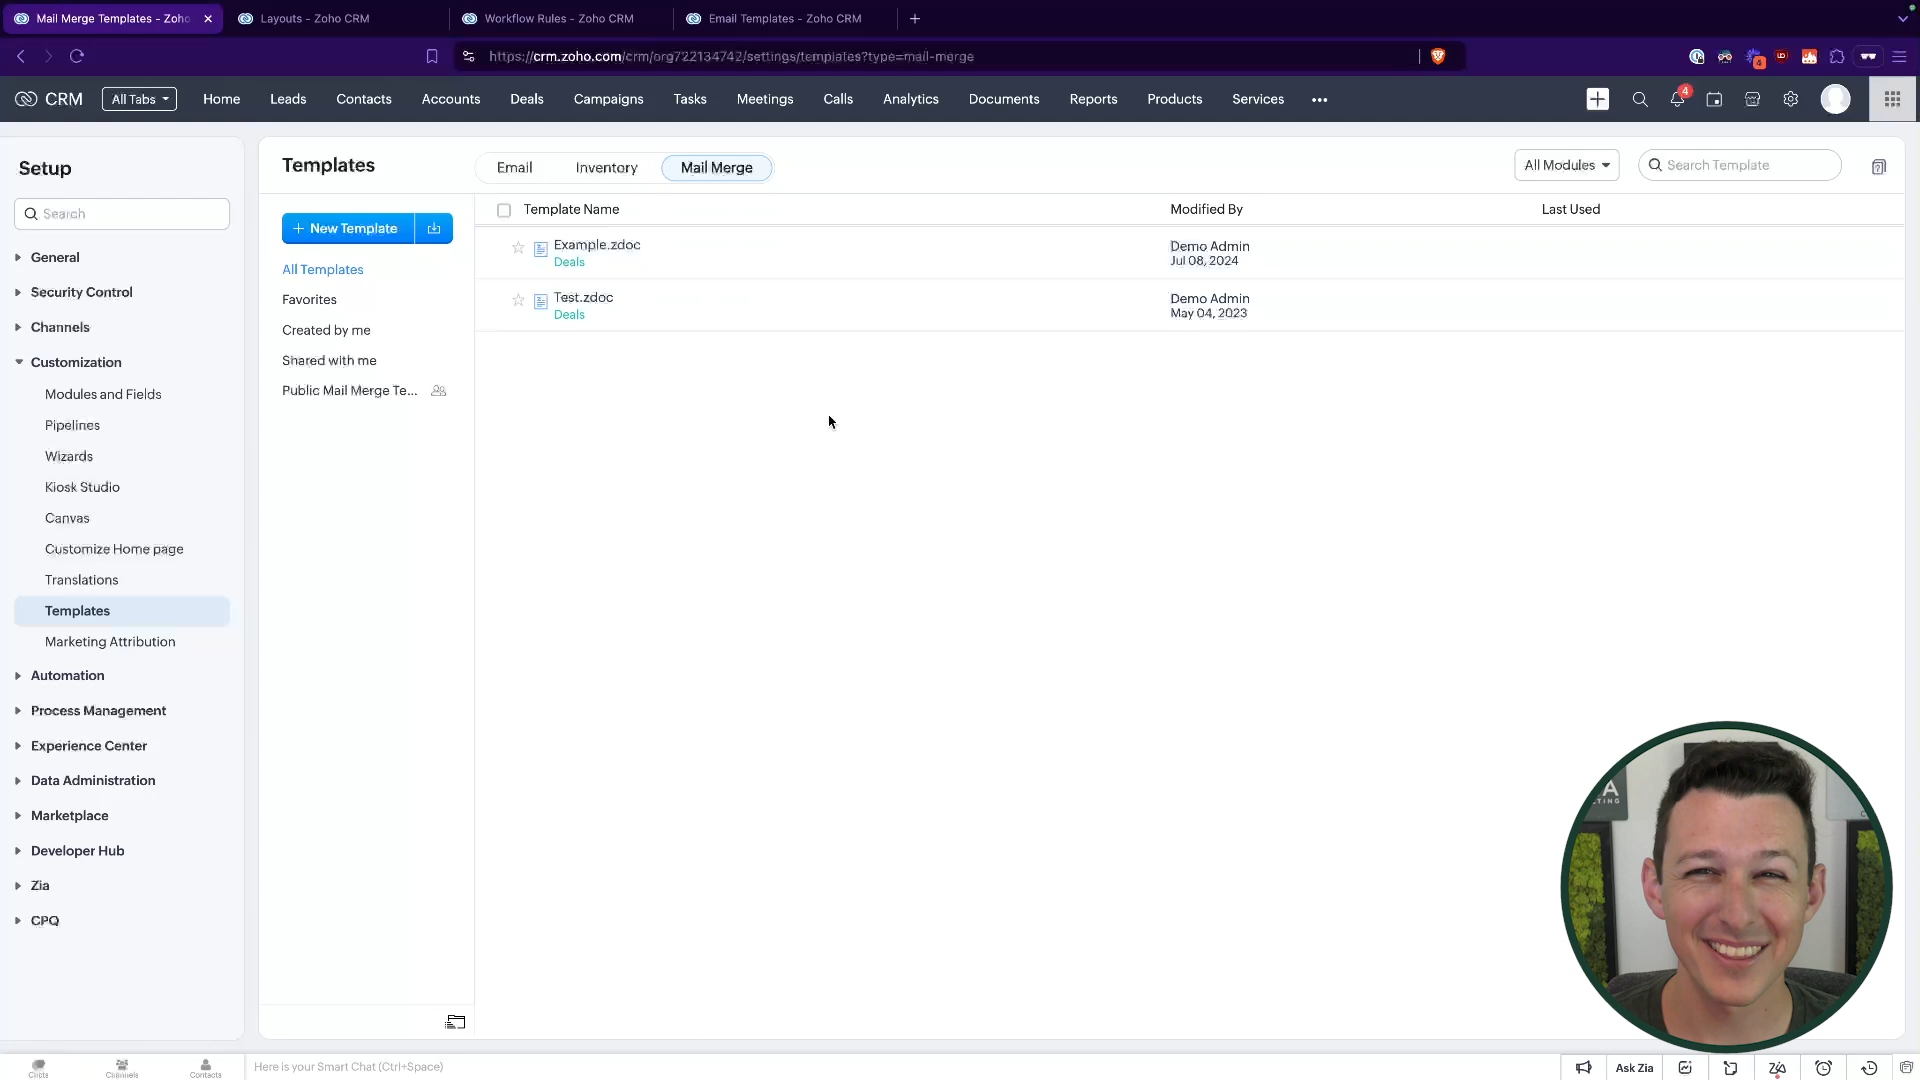 Mail Merge Templates - Zoho
Layouts - Zoho CRM
Workflow Rules - Zoho CRM
Email Templates - Zoho CRM
https://crm.zoho.com/crm/org722134742/settings/templates?type=mail-merge
4
CRM
All Tabs
Home
Leads
Contacts
Accounts
Deals
Campaigns
Tasks
Meetings
Calls
Analytics
Documents
Reports
Products
Services
4
Setup
Search
General
Security Control
Channels
Customization
Modules and Fields
Pipelines
Wizards
Kiosk Studio
Canvas
Customize Home page
Translations
Templates
Marketing Attribution
Automation
Process Management
Experience Center
Data Administration
Marketplace
Developer Hub
Zia
CPQ
Templates
Email
Inventory
Mail Merge
All Modules
Search Template
+ New Template
All Templates
Favorites
Created by me
Shared with me
Public Mail Merge Te...
Template Name
Modified By
Last Used
Example.zdoc
Deals
Demo Admin
Jul 08, 2024
Test.zdoc
Deals
Demo Admin
May 04, 2023
Chats
Channels
Contacts
Here is your Smart Chat (Ctrl+Space)
Ask Zia